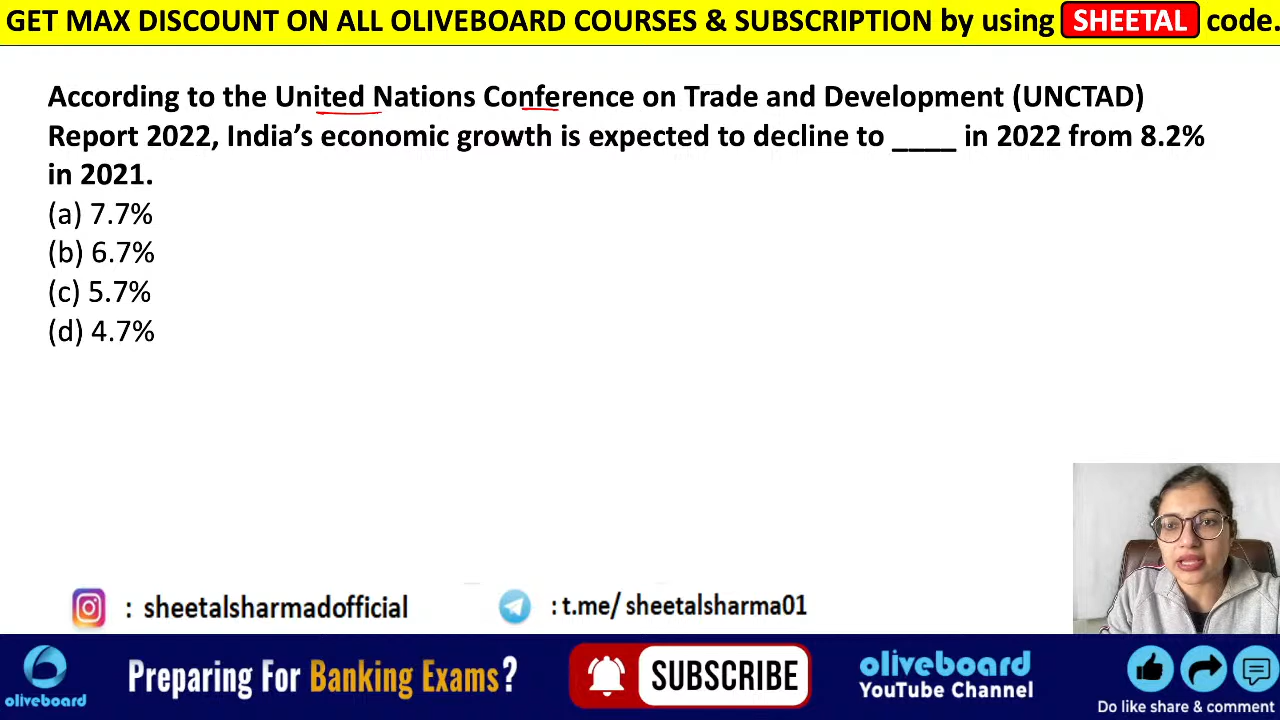 GET MAX DISCOUNT ON ALL OLIVEBOARD COURSES & SUBSCRIPTION by using SHEETAL code.
According to the United Nations Conference on Trade and Development (UNCTAD)
Report 2022, India’s economic growth is expected to decline to ____ in 2022 from 8.2%
in 2021.
(a) 7.7%
(b) 6.7%
(c) 5.7%
(d) 4.7%
: sheetalsharmadofficial
: t.me/ sheetalsharma01
oliveboard
Preparing For Banking Exams?
SUBSCRIBE
oliveboard
YouTube Channel
Do like share & comment